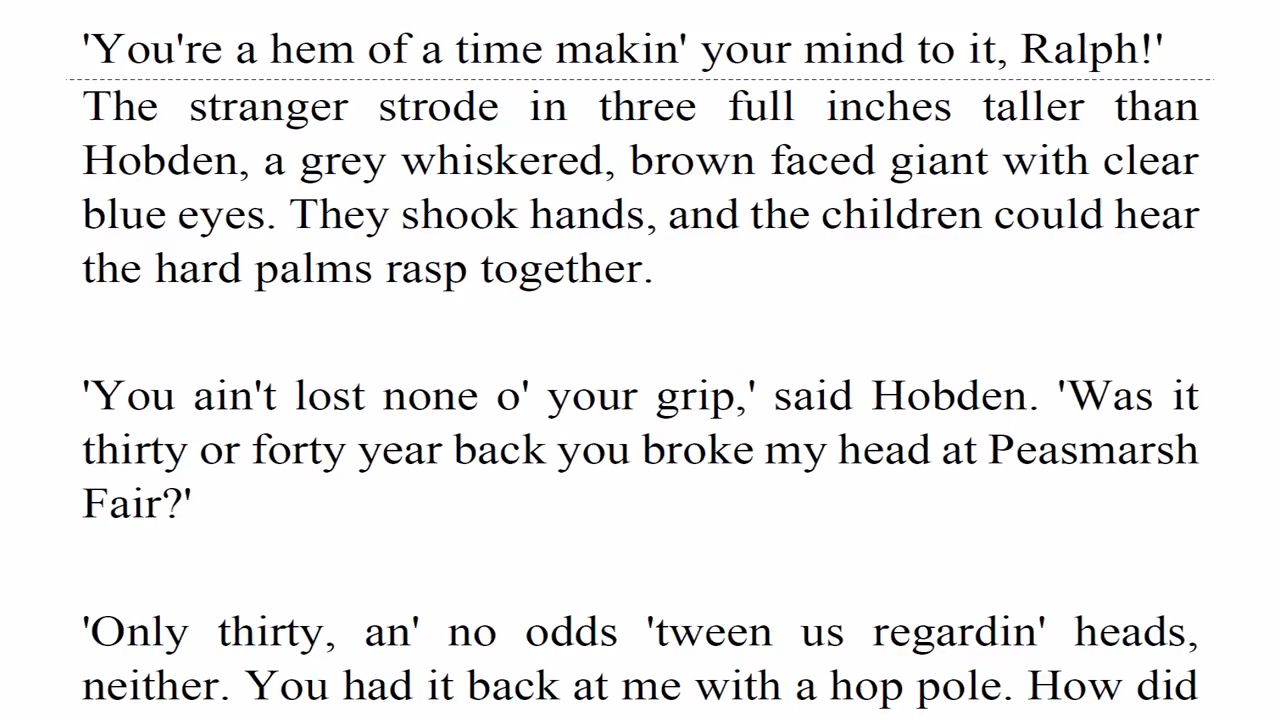 'You're a hem of a time makin' your mind to it, Ralph!'
The stranger strode in three full inches taller than
Hobden, a grey whiskered, brown faced giant with clear
blue eyes. They shook hands, and the children could hear
the hard palms rasp together.
'You ain't lost none o' your grip,' said Hobden. 'Was it
thirty or forty year back you broke my head at Peasmarsh
Fair?'
'Only thirty, an' no odds 'tween us regardin' heads,
neither. You had it back at me with a hop pole. How did